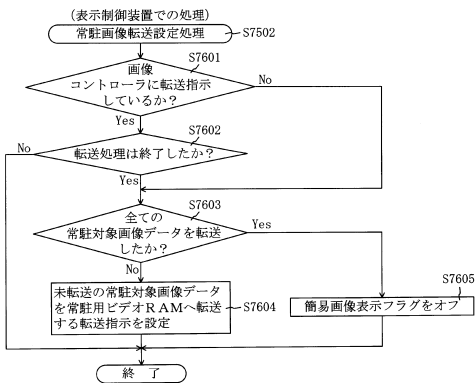 (表示制御装置での処理)
常駐画像転送設定処理
S7502
S7601
画像
コントローラに転送指示
しているか?
No
Yes
S7602
No
転送処理は終了したか?
Yes
S7603
全ての
常駐対象画像データを転送
したか?
Yes
No
S7605
未転送の常駐対象画像データ
を常駐用ビデオRAMへ転送
する転送指示を設定
S7604
簡易画像表示フラグをオフ
終 了